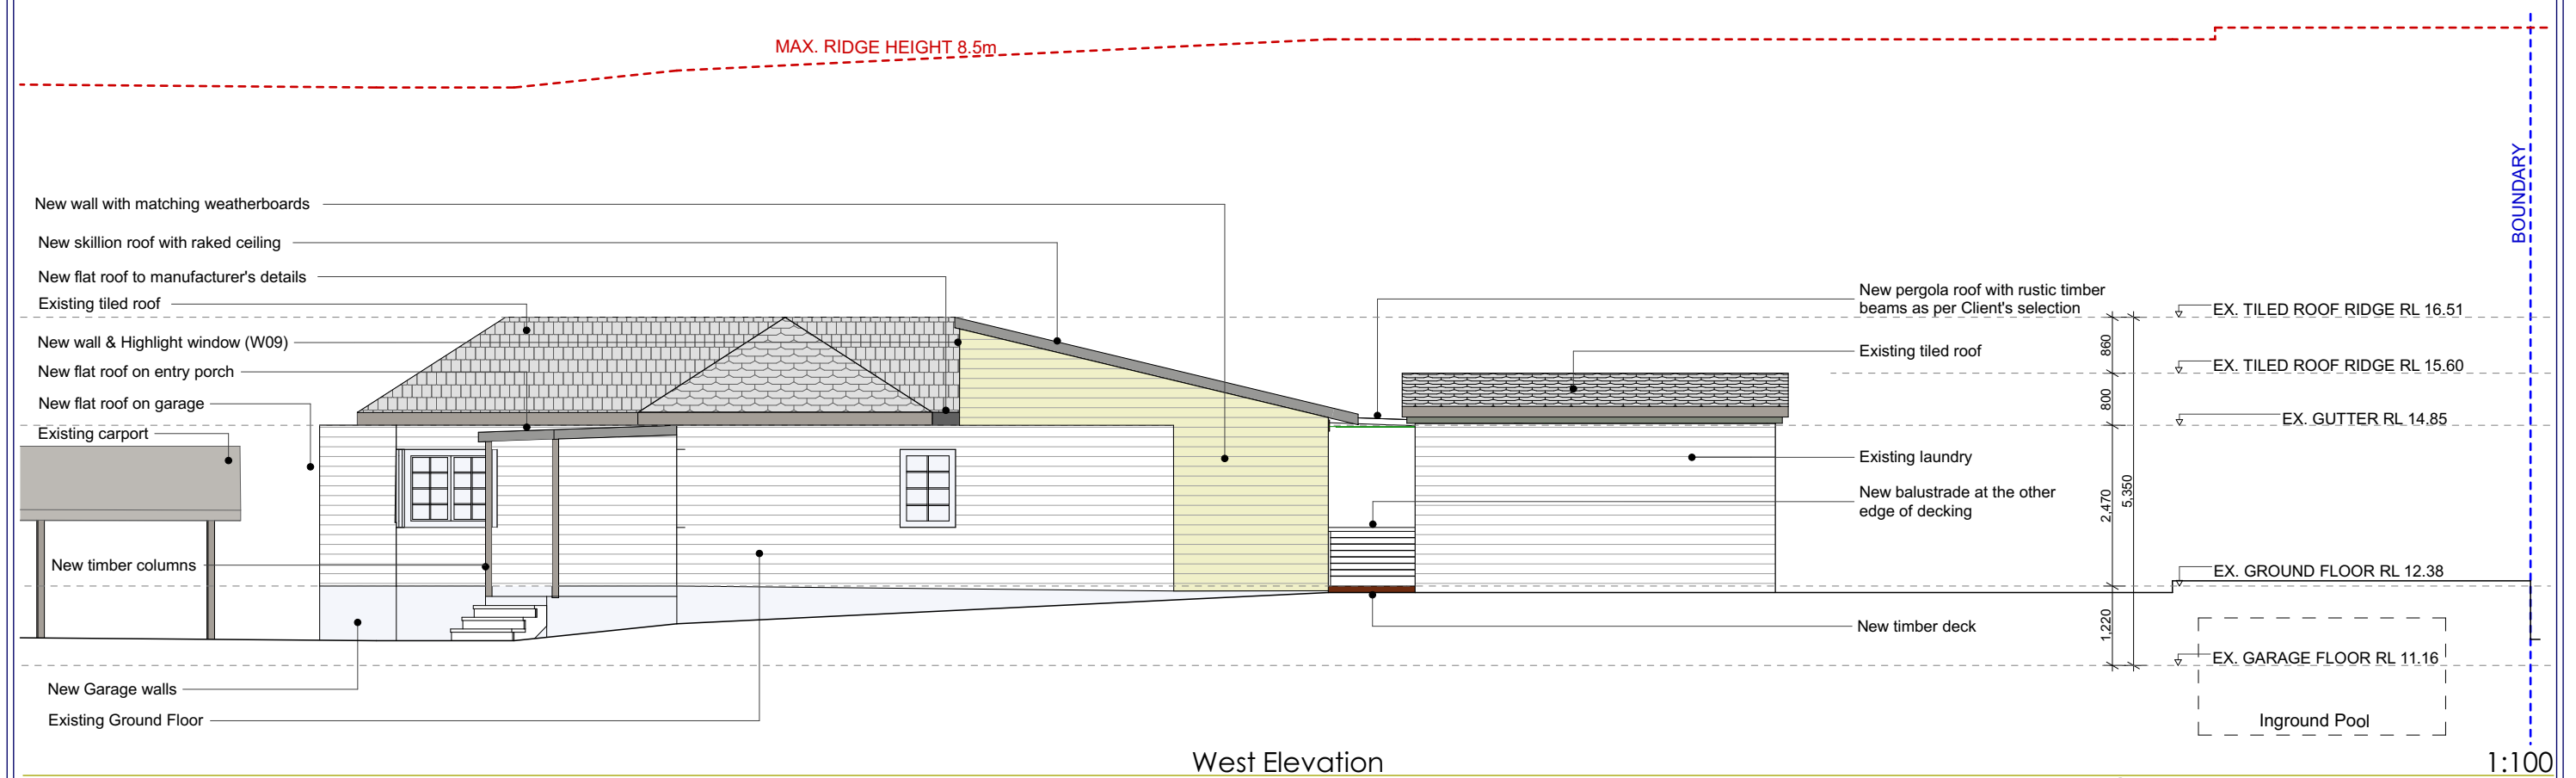 MAX. RIDGE HEIGHT 8.5m
BOUNDARY
New wall with matching weatherboards
New skillion roof with raked ceiling
New flat roof to manufacturer's details
Existing tiled roof
New wall & Highlight window (W09)
New flat roof on entry porch
New flat roof on garage
Existing carport
New timber columns
New Garage walls
Existing Ground Floor
New pergola roof with rustic timber
beams as per Client's selection
Existing tiled roof
Existing laundry
New balustrade at the other
edge of decking
New timber deck
860
800
2,470
5,350
1,220
EX. TILED ROOF RIDGE RL 16.51
EX. TILED ROOF RIDGE RL 15.60
EX. GUTTER RL 14.85
EX. GROUND FLOOR RL 12.38
EX. GARAGE FLOOR RL 11.16
Inground Pool
West Elevation
1:100